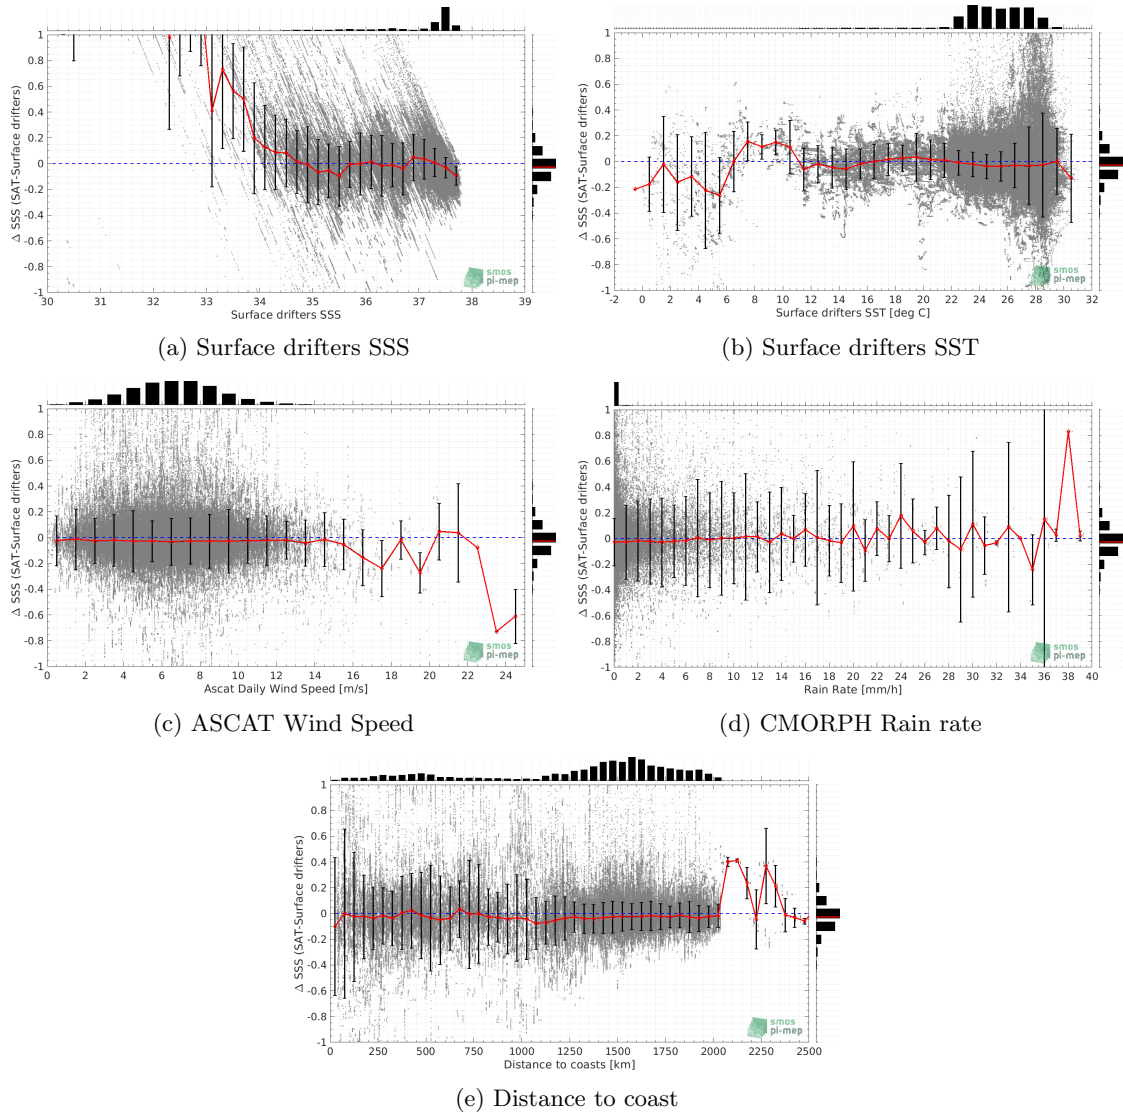 1
0.8
0.6
0.4
0.2
0
-0.2
-0.4
-0.6
-0.8
-1
Δ SSS (SAT-Surface drifters)
30 31 32 33 34 35 36 37 38 39
Surface drifters SSS
smos
pi-mep
(a) Surface drifters SSS
1
0.8
0.6
0.4
0.2
0
-0.2
-0.4
-0.6
-0.8
-1
Δ SSS (SAT-Surface drifters)
-2 0 2 4 6 8 10 12 14 16 18 20 22 24 26 28 30 32
Surface drifters SST [deg C]
smos
pi-mep
(b) Surface drifters SST
1
0.8
0.6
0.4
0.2
0
-0.2
-0.4
-0.6
-0.8
-1
Δ SSS (SAT-Surface drifters)
0 2 4 6 8 10 12 14 16 18 20 22 24
Ascat Daily Wind Speed [m/s]
smos
pi-mep
(c) ASCAT Wind Speed
1
0.8
0.6
0.4
0.2
0
-0.2
-0.4
-0.6
-0.8
-1
Δ SSS (SAT-Surface drifters)
0 2 4 6 8 10 12 14 16 18 20 22 24 26 28 30 32 34 36 38 40
Rain Rate [mm/h]
smos
pi-mep
(d) CMORPH Rain rate
1
0.8
0.6
0.4
0.2
0
-0.2
-0.4
-0.6
-0.8
-1
Δ SSS (SAT-Surface drifters)
0 250 500 750 1000 1250 1500 1750 2000 2250 2500
Distance to coasts [km]
smos
pi-mep
(e) Distance to coast